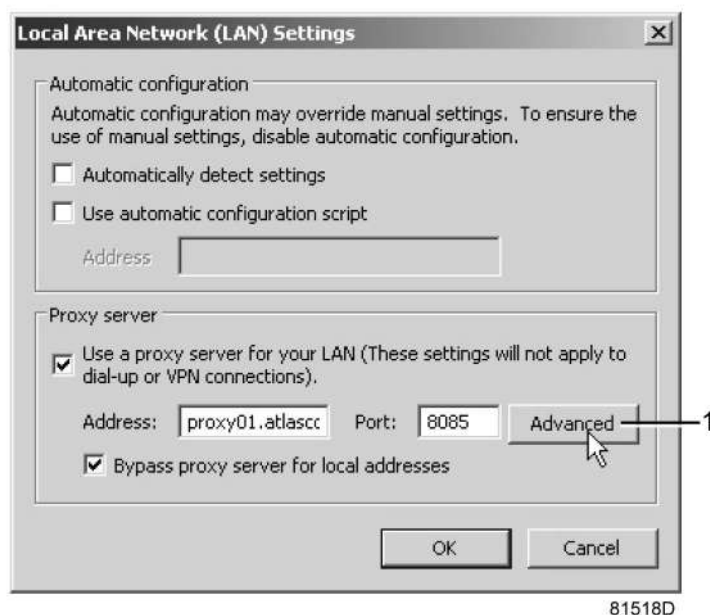 Local Area Network (LAN) Settings
Automatic configuration
Automatic configuration may override manual settings. To ensure the
use of manual settings, disable automatic configuration.
Automatically detect settings
Use automatic configuration script
Address
Proxy server
Use a proxy server for your LAN (These settings will not apply to
dial-up or VPN connections).
Address: proxy01.atlascc Port: 8085 Advanced 1
Bypass proxy server for local addresses
OK Cancel
81518D